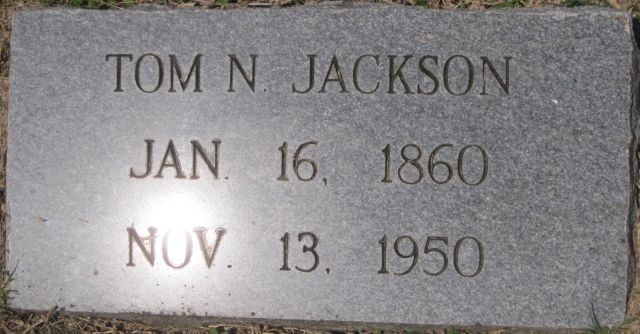 TOM N. JACKSON
JAN. 16, 1860
NOV. 13, 1950